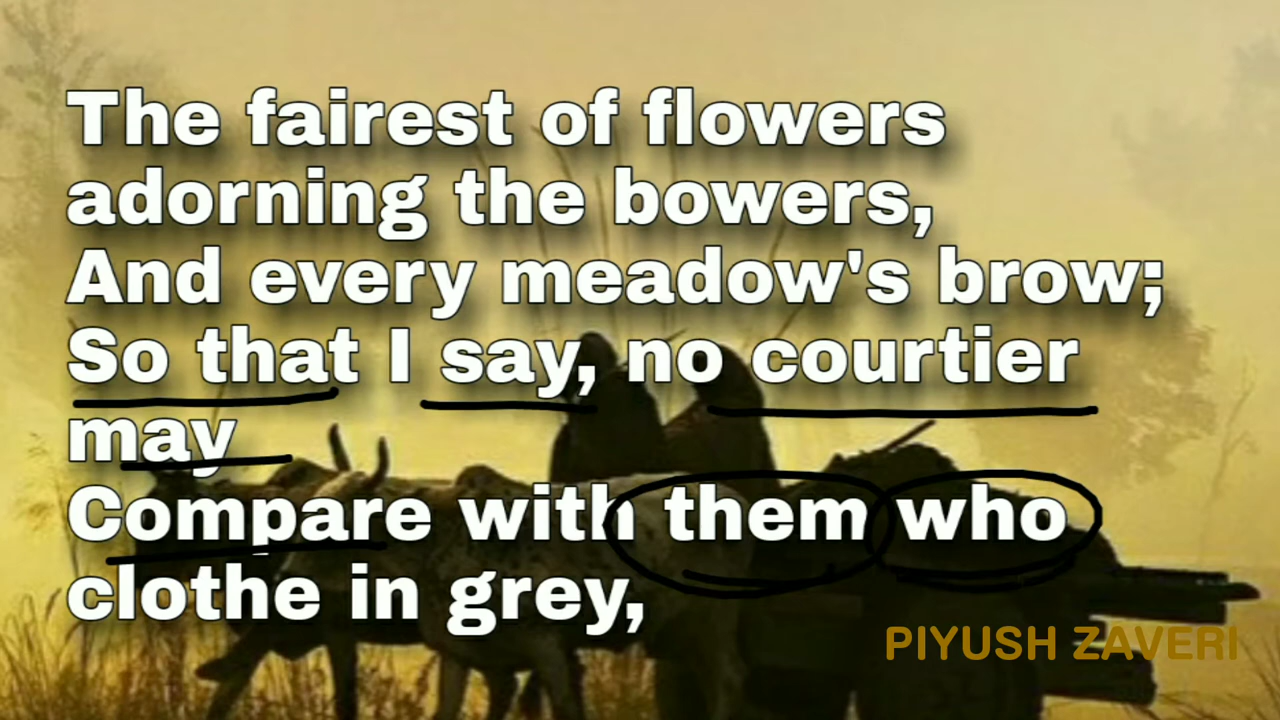 The fairest of flowers
adorning the bowers,
And every meadow's brow;
So that I say, no courtier
may
Compare with them who
clothe in grey,
PIYUSH ZAVERI